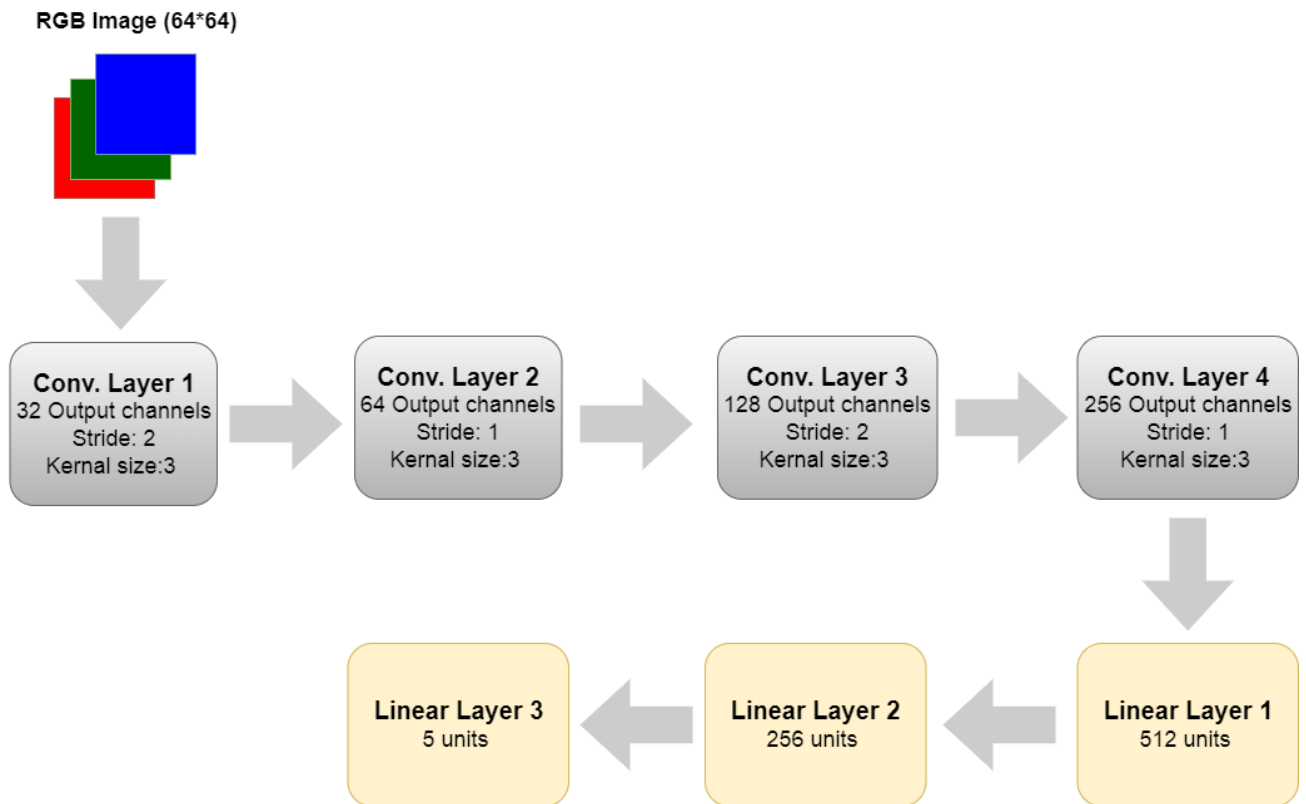 RGB Image (64*64)
Conv. Layer 1
32 Output channels
Stride: 2
Kernal size:3
Conv. Layer 2
64 Output channels
Stride: 1
Kernal size:3
Conv. Layer 3
128 Output channels
Stride: 2
Kernal size:3
Conv. Layer 4
256 Output channels
Stride: 1
Kernal size:3
Linear Layer 1
512 units
Linear Layer 2
256 units
Linear Layer 3
5 units